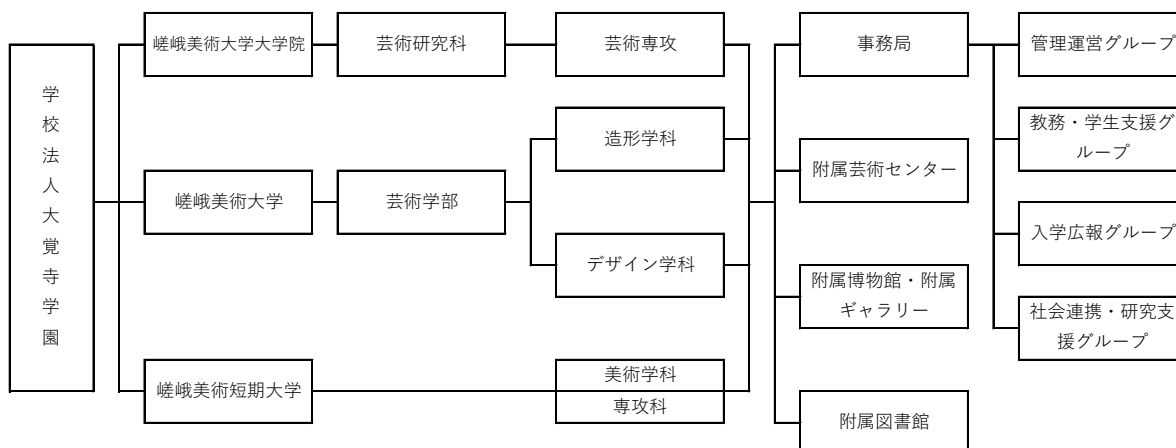 学校法人大覚寺学園
嵯峨美術大学大学院
芸術研究科
芸術専攻
事務局
管理運営グループ
造形学科
教務・学生支援グ
ループ
附属芸術センター
嵯峨美術大学
芸術学部
入学広報グループ
デザイン学科
附属博物館・附属
ギャラリー
社会連携・研究支
援グループ
嵯峨美術短期大学
美術学科
専攻科
附属図書館